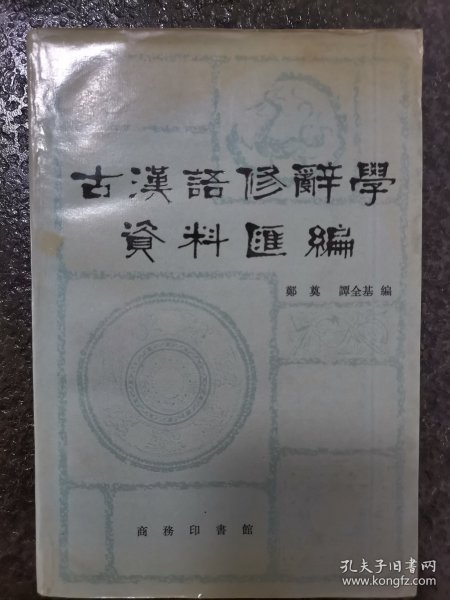 古漢語修辭學
資料匯編
鄭奠 譚全基 編
商務印書館
孔夫子旧书网
www.kongfz.com